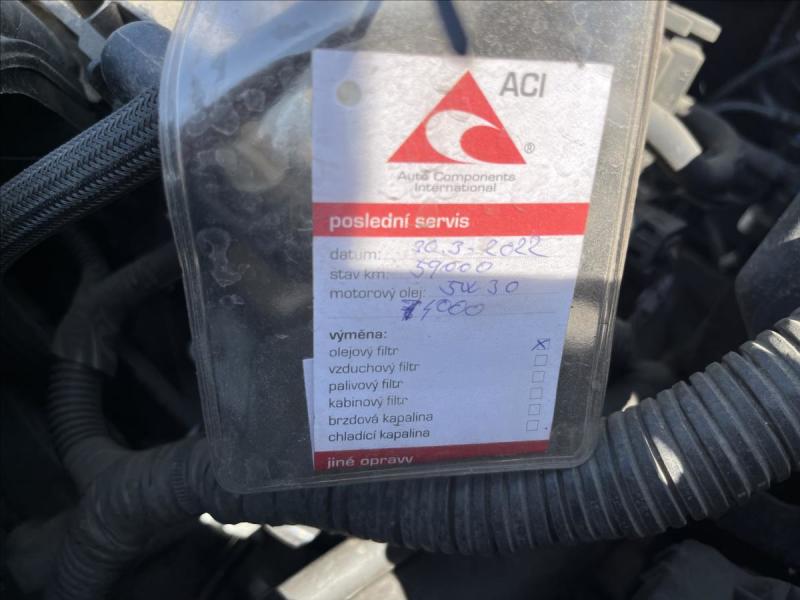 ACI
®
Auto Components
International
poslední servis
datum: 30.3-2022
stav km: 59000
motorový olej: 5W30
74000
výměna:
olejový filtr
vzduchový filtr
palivový filtr
kabinový filtr
brzdová kapalina
chladící kapalina
jiné opravy